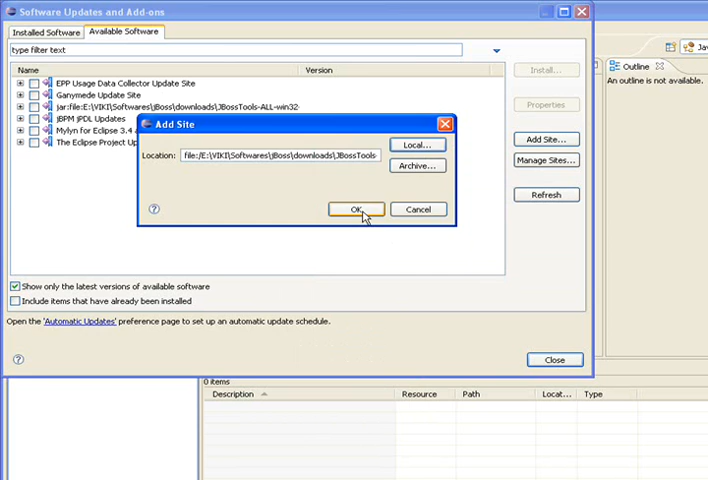 Software Updates and Add-ons
Installed Software
Available Software
type filter text
Name
Version
EPP Usage Data Collector Update Site
Ganymede Update Site
jar:file:E:\VIKI\Softwares\jBoss\downloads\JBossTools-ALL-win32-
jBPM jPDL Updates
Mylyn for Eclipse 3.4 a
The Eclipse Project Up
Install...
Properties
Add Site...
Manage Sites...
Refresh
Add Site
Location:
file:/E:\VIKI\Softwares\jBoss\downloads\JBossTools-
Local...
Archive...
OK
Cancel
Show only the latest versions of available software
Include items that have already been installed
Open the 'Automatic Updates' preference page to set up an automatic update schedule.
Close
Outline
An outline is not available.
0 items
Description
Resource
Path
Locat...
Type